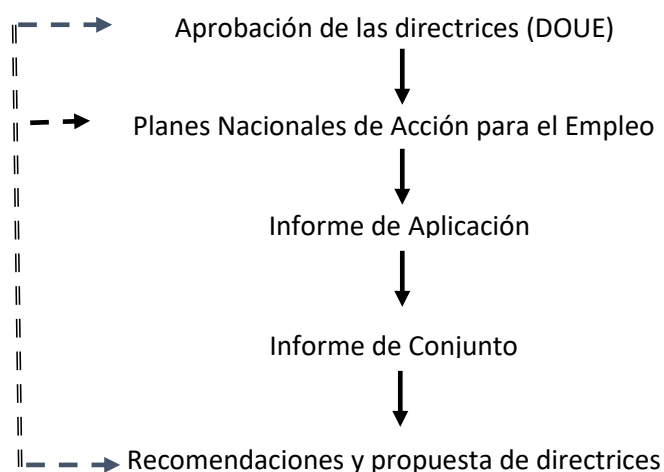 Aprobación de las directrices (DOUE)
Planes Nacionales de Acción para el Empleo
Informe de Aplicación
Informe de Conjunto
Recomendaciones y propuesta de directrices